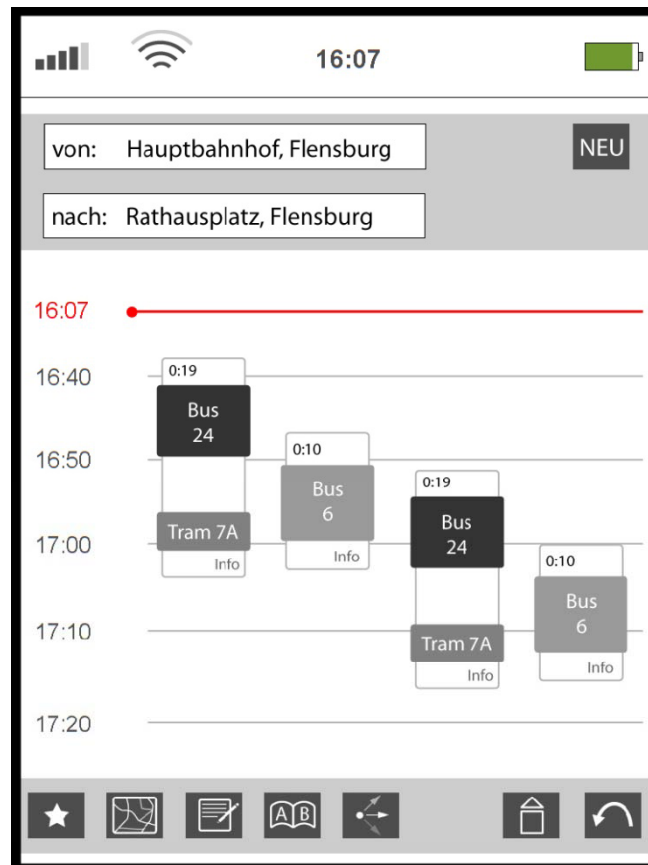 16:07
von: Hauptbahnhof, Flensburg
NEU
nach: Rathausplatz, Flensburg
16:07
16:40
0:19
Bus
24
16:50
0:10
Bus
6
0:19
Bus
24
17:00
Tram 7A
Info
Info
0:10
Bus
6
17:10
Tram 7A
Info
Info
17:20
A B